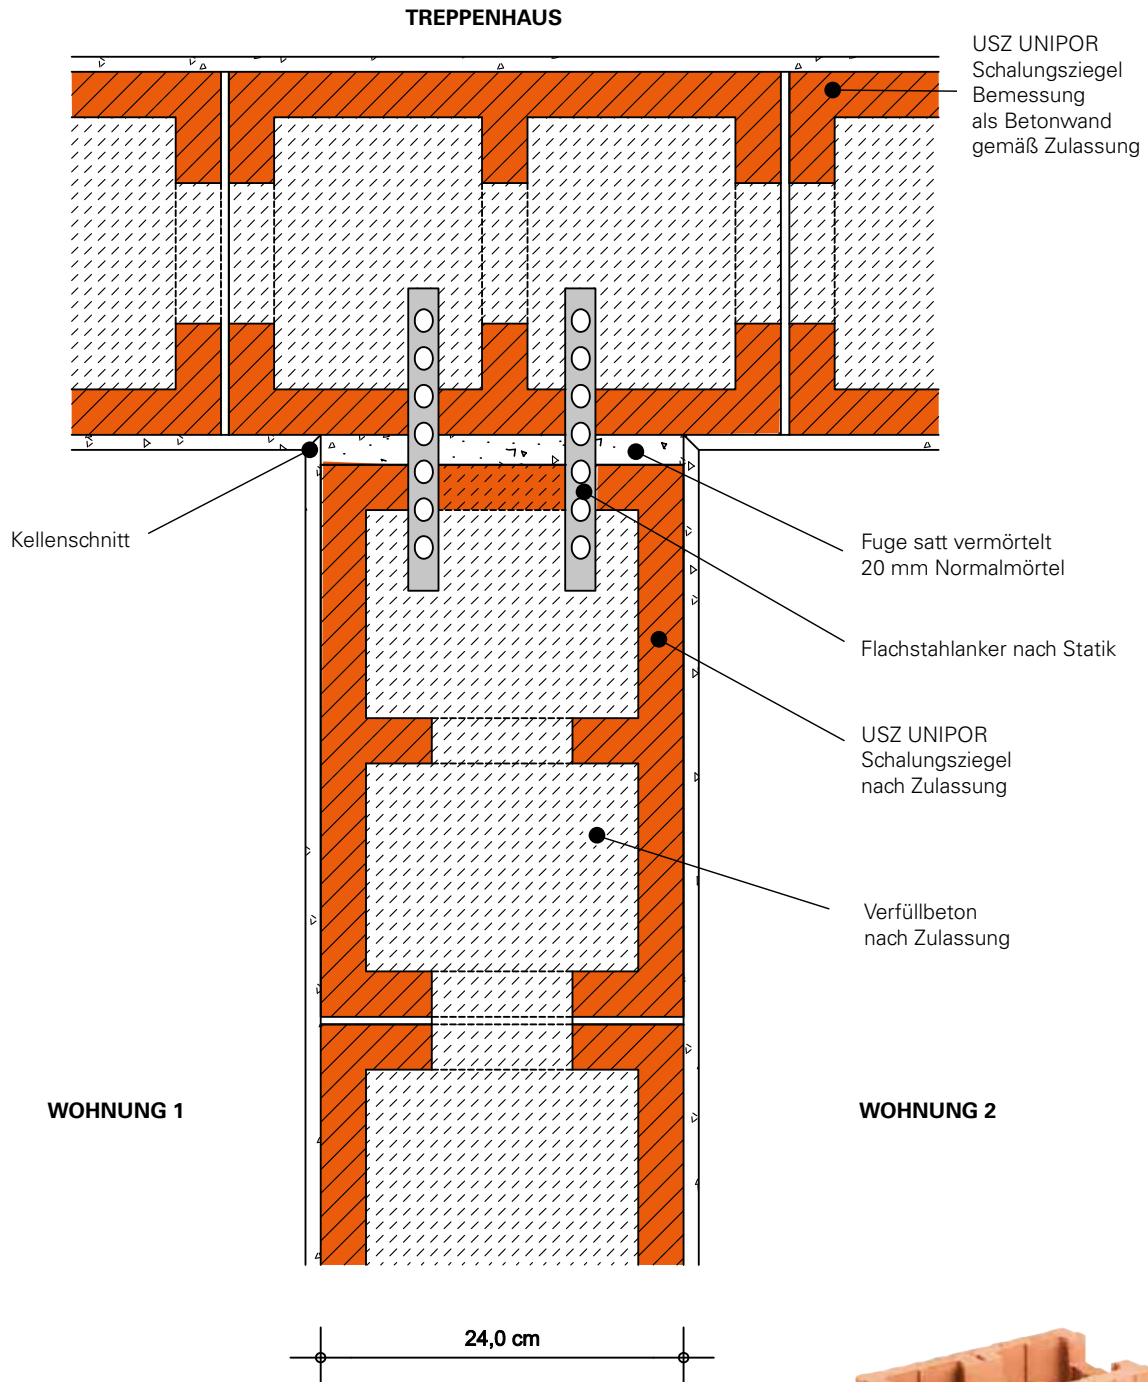 TREPPENHAUS
USZ UNIPOR
Schalungsziegel
Bemessung
als Betonwand
gemäß Zulassung
Kellenschnitt
Fuge satt vermörtelt
20 mm Normalmörtel
Flachstahlanker nach Statik
USZ UNIPOR
Schalungsziegel
nach Zulassung
Verfüllbeton
nach Zulassung
WOHNUNG 1
WOHNUNG 2
24,0 cm